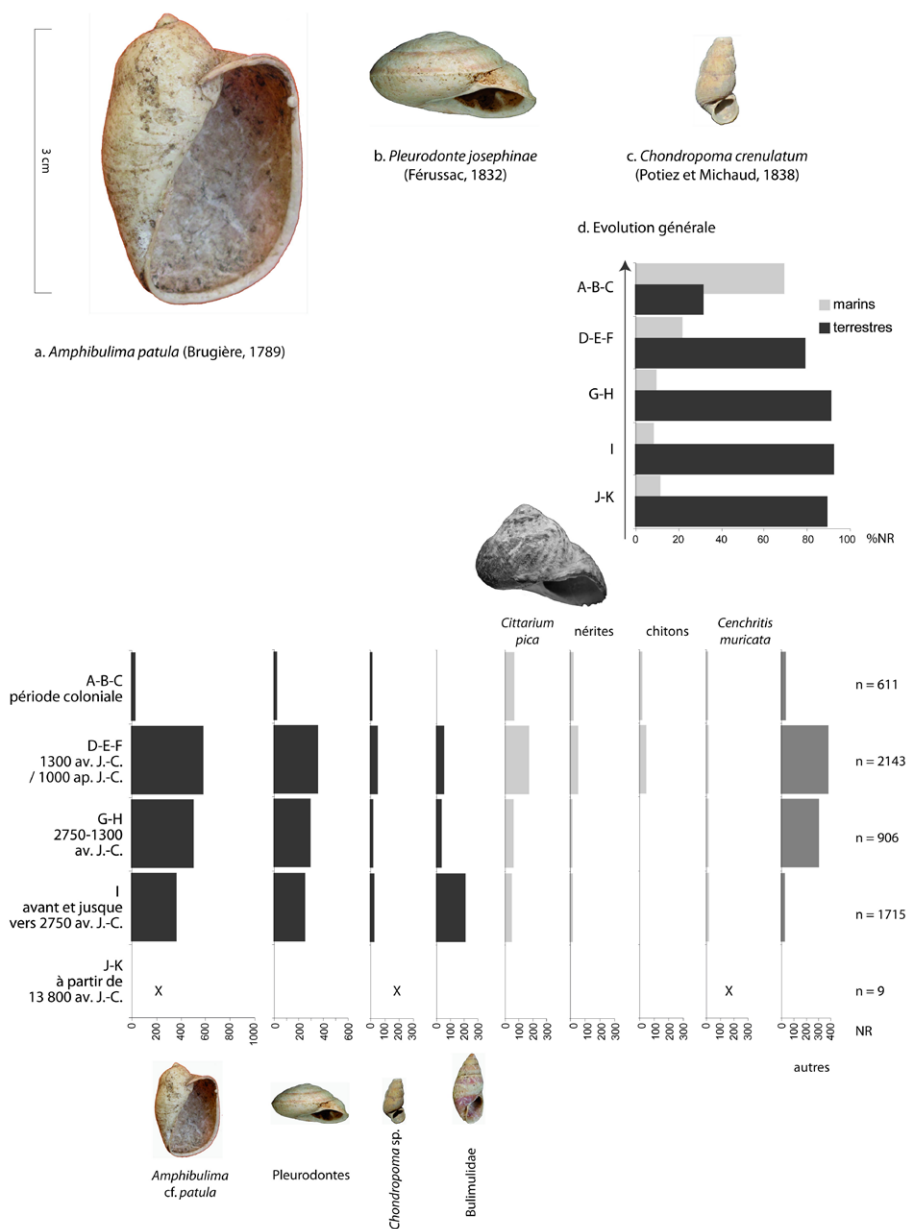 3 cm
a. Amphibulima patula (Brugière, 1789)
b. Pleurodonte josephinae
(Férussac, 1832)
c. Chondropoma crenulatum
(Potiez et Michaud, 1838)
d. Evolution générale
A-B-C
D-E-F
G-H
I
J-K
marins
terrestres
0 20 40 60 80 100 %NR
Cittarium
pica
nérites
chitons
Cenchritis
muricata
A-B-C
période coloniale
n = 611
D-E-F
1300 av. J.-C.
/ 1000 ap. J.-C.
n = 2143
G-H
2750-1300
av. J.-C.
n = 906
I
avant et jusque
vers 2750 av. J.-C.
n = 1715
J-K
à partir de
13 800 av. J.-C.
X
X
X
n = 9
0 200 400 600 800 1000
0 100 200 300
0 100 200 300
0 100 200 300
0 100 200 300
0 100 200 300
0 100 200 300
0 100 200 300
0 100 200 300 400
NR
autres
Amphibulima
cf. patula
Pleurodontes
Chondropoma sp.
Bulimulidae